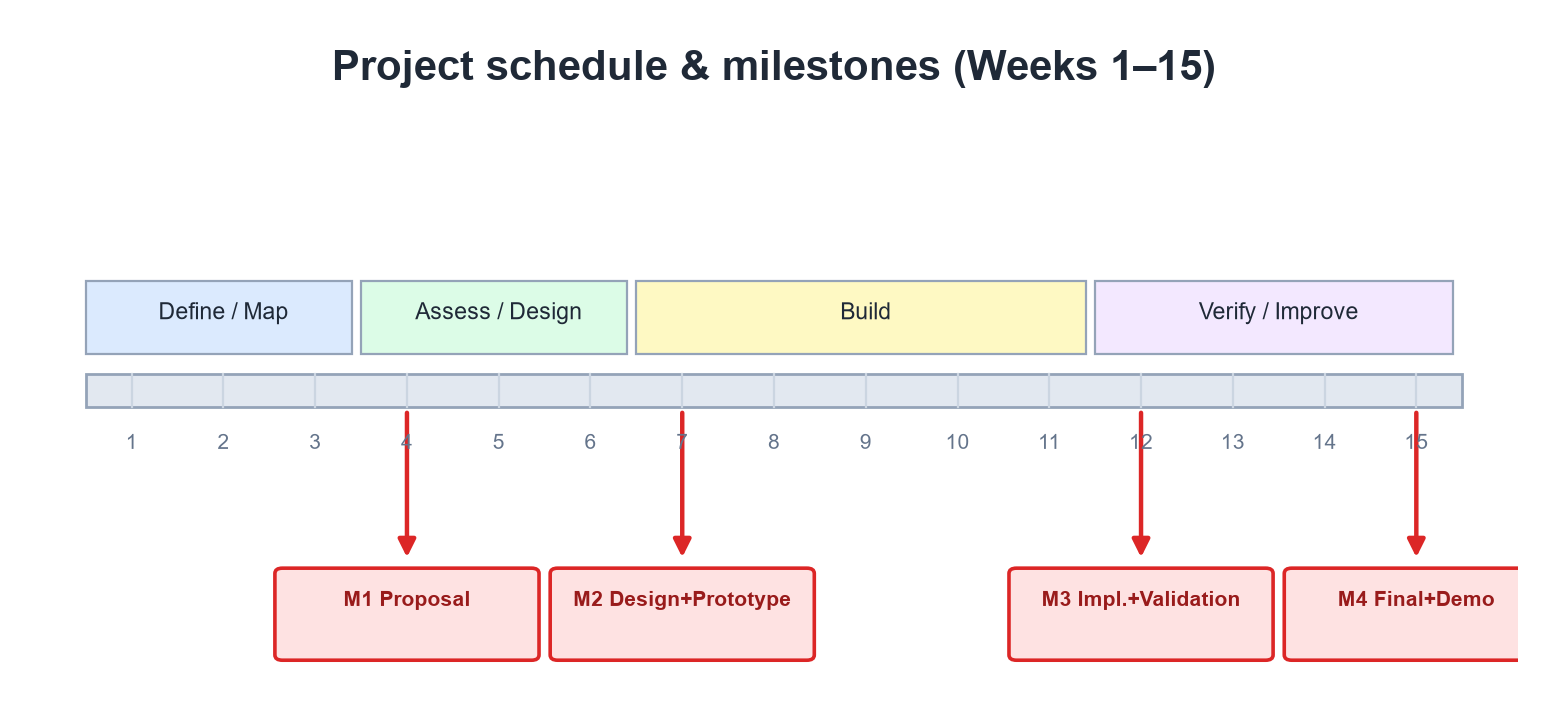 Project schedule & milestones (Weeks 1–15)
Define / Map Assess / Design Build Verify / Improve
1 2 3 4 5 6 7 8 9 10 11 12 13 14 15
M1 Proposal M2 Design+Prototype M3 Impl.+Validation M4 Final+Demo